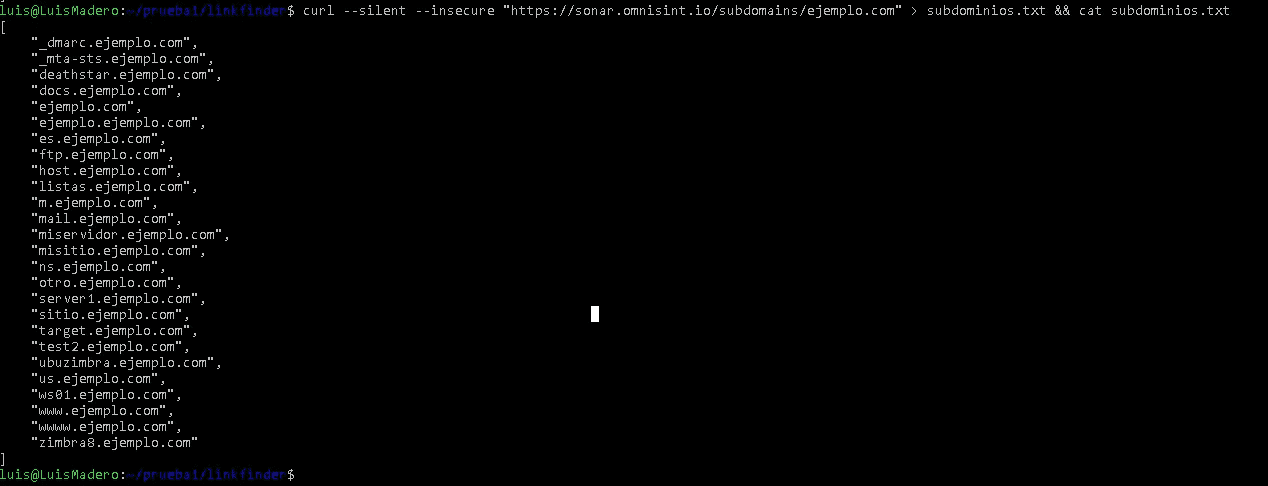 luis@LuisMadero:~/prueba1/linkfinder$ curl --silent --insecure "https://sonar.omnisint.io/subdomains/ejemplo.com" > subdominios.txt && cat subdominios.txt
[
"_dmarc.ejemplo.com",
"_mta-sts.ejemplo.com",
"deathstar.ejemplo.com",
"docs.ejemplo.com",
"ejemplo.com",
"ejemplo.ejemplo.com",
"es.ejemplo.com",
"ftp.ejemplo.com",
"host.ejemplo.com",
"listas.ejemplo.com",
"m.ejemplo.com",
"mail.ejemplo.com",
"miservidor.ejemplo.com",
"misitio.ejemplo.com",
"ns.ejemplo.com",
"otro.ejemplo.com",
"server1.ejemplo.com",
"sitio.ejemplo.com",
"target.ejemplo.com",
"test2.ejemplo.com",
"ubuzimbra.ejemplo.com",
"us.ejemplo.com",
"ws01.ejemplo.com",
"www.ejemplo.com",
"wwww.ejemplo.com",
"zimbra8.ejemplo.com"
]
luis@LuisMadero:~/prueba1/linkfinder$